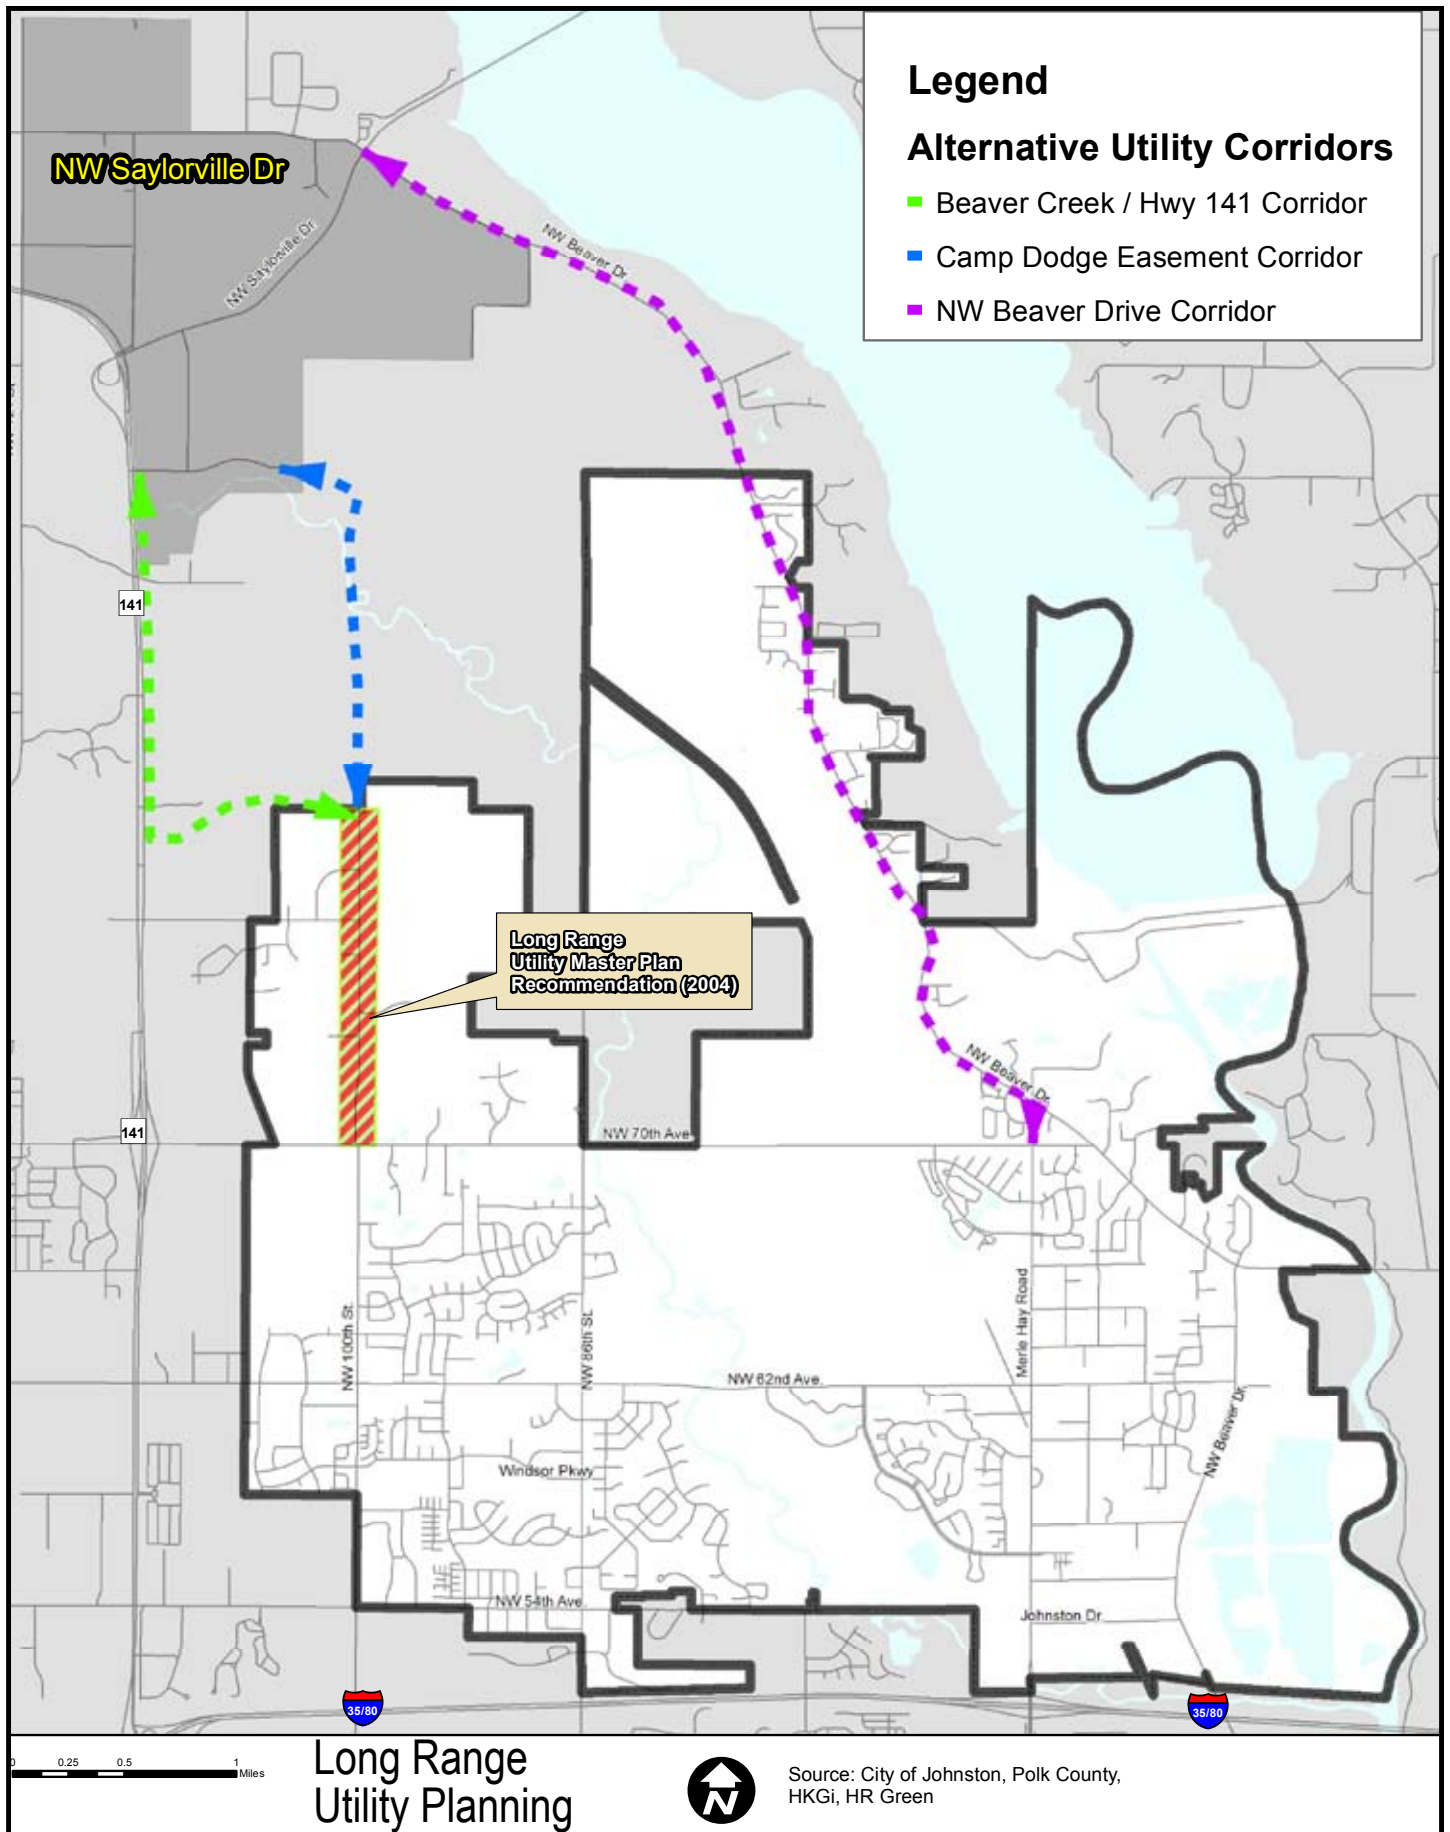 Legend
Alternative Utility Corridors
Beaver Creek / Hwy 141 Corridor
Camp Dodge Easement Corridor
NW Beaver Drive Corridor
NW Saylorville Dr
NW Saylorville Dr
NW Beaver Dr.
141
Long Range
Utility Master Plan
Recommendation (2004)
NW Beaver Dr.
141
NW 70th Ave
NW 100th St.
NW 86th St.
Merle Hay Road
NW 62nd Ave.
NW Beaver Dr.
Windsor Pkwy
NW 54th Ave.
Johnston Dr
35/80
35/80
0 0.25 0.5 1
Miles
Long Range
Utility Planning
N
Source: City of Johnston, Polk County,
HKGi, HR Green